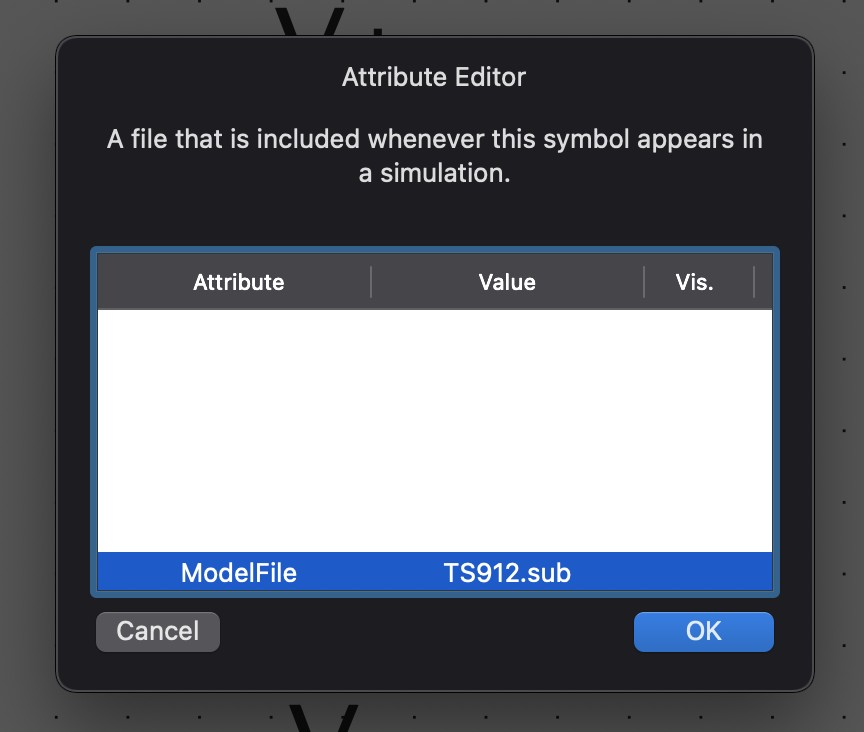 Attribute Editor
A file that is included whenever this symbol appears in
a simulation.
Attribute Value Vis.
ModelFile TS912.sub
Cancel OK